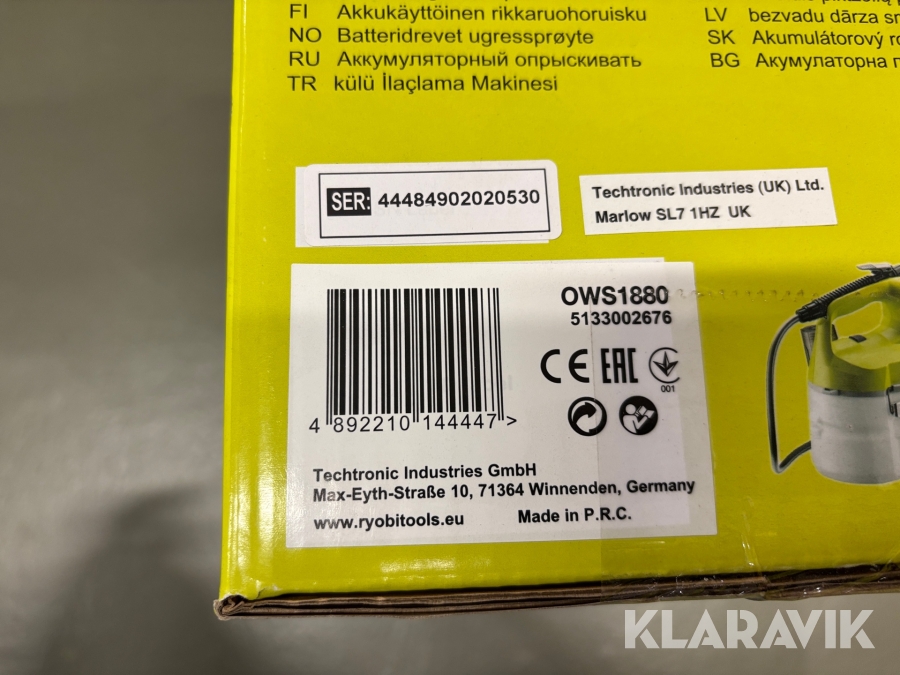 FI Akkukäyttöinen rikkaruohoruisku
NO Batteridrevet ugressprøyte
RU Аккумуляторный опрыскивать
TR külü İlaçlama Makinesi
LV bezvadu dārza
SK Akumulátorový
BG Акумулаторна
SER: 44484902020530
Techtronic Industries (UK) Ltd.
Marlow SL7 1HZ UK
OWS1880
5133002676
CE EAC
001
4 892210 144447 >
Techtronic Industries GmbH
Max-Eyth-Straße 10, 71364 Winnenden, Germany
www.ryobitools.eu Made in P.R.C.
KLARAVIK